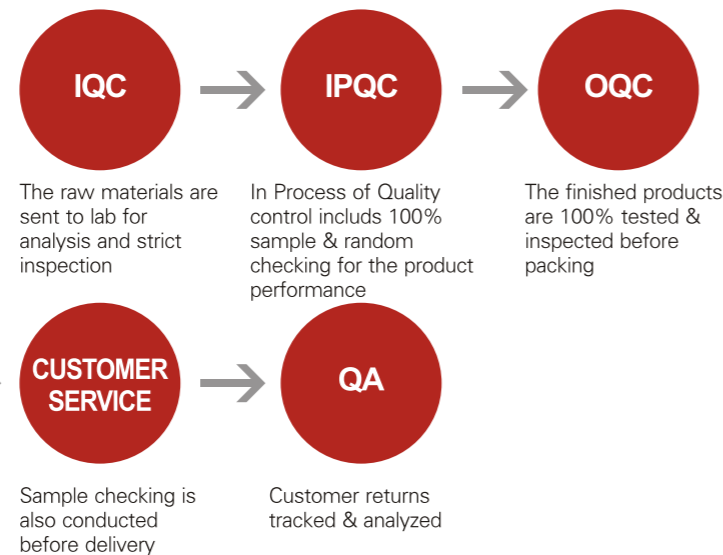 IQC
The raw materials are
sent to lab for
analysis and strict
inspection
IPQC
In Process of Quality
control includs 100%
sample & random
checking for the product
performance
OQC
The finished products
are 100% tested &
inspected before
packing
CUSTOMER
SERVICE
Sample checking is
also conducted
before delivery
QA
Customer returns
tracked & analyzed